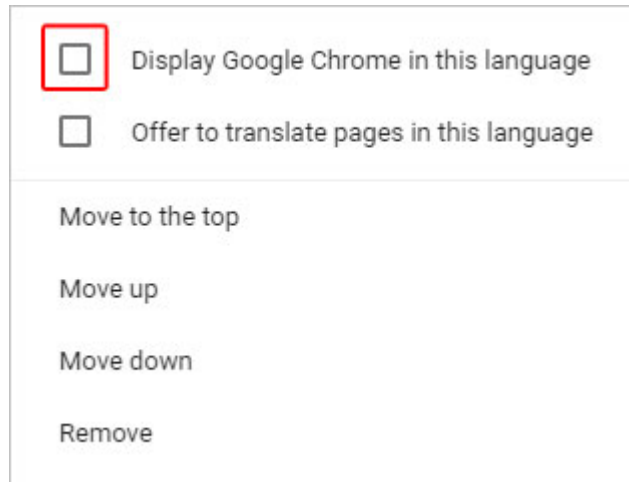 Display Google Chrome in this language
Offer to translate pages in this language
Move to the top
Move up
Move down
Remove